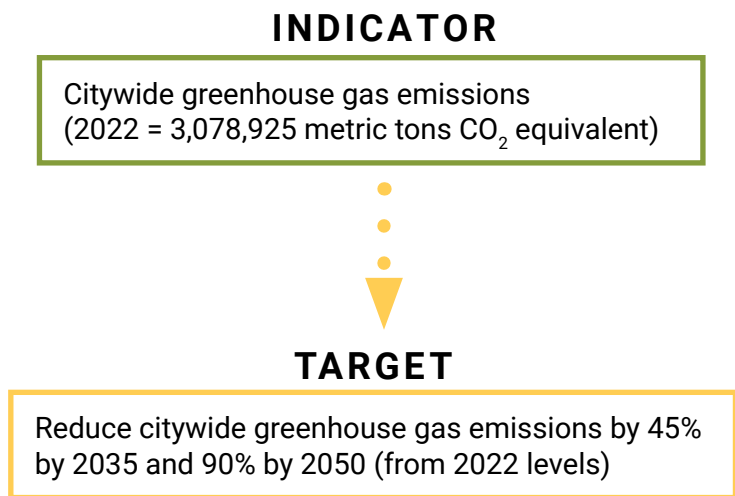 INDICATOR
Citywide greenhouse gas emissions
(2022 = 3,078,925 metric tons CO₂ equivalent)
TARGET
Reduce citywide greenhouse gas emissions by 45%
by 2035 and 90% by 2050 (from 2022 levels)